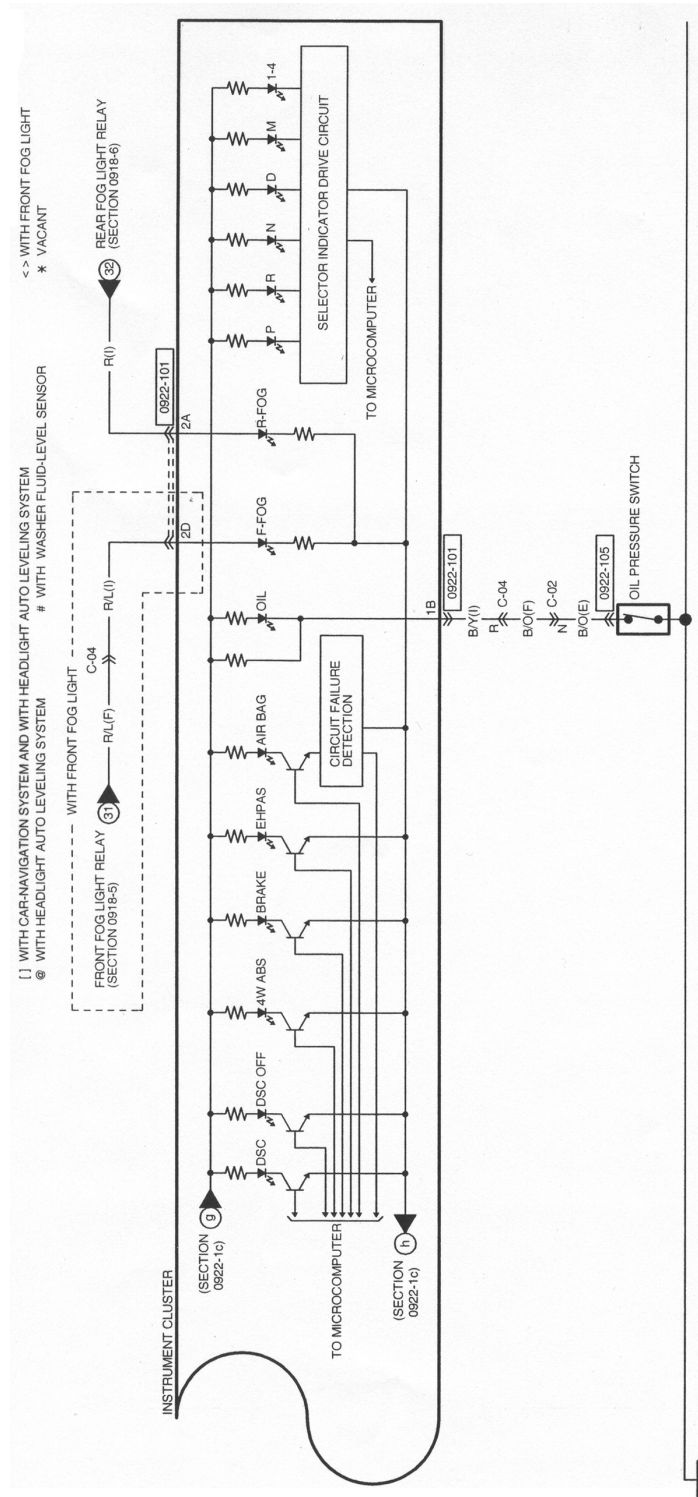 [ ] WITH CAR-NAVIGATION SYSTEM AND WITH HEADLIGHT AUTO LEVELING SYSTEM
< > WITH FRONT FOG LIGHT
@ WITH HEADLIGHT AUTO LEVELING SYSTEM
# WITH WASHER FLUID-LEVEL SENSOR
* VACANT
WITH FRONT FOG LIGHT
FRONT FOG LIGHT RELAY
(SECTION 0918-5)
31
R/L(F)
C-04
R/L(I)
R(I)
32
REAR FOG LIGHT RELAY
(SECTION 0918-6)
0922-101
INSTRUMENT CLUSTER
2D
2A
(SECTION
0922-1c)
g
DSC
DSC OFF
4W ABS
BRAKE
EHPAS
AIR BAG
OIL
F-FOG
R-FOG
P
R
N
D
M
1-4
SELECTOR INDICATOR DRIVE CIRCUIT
CIRCUIT FAILURE
DETECTION
TO MICROCOMPUTER
TO MICROCOMPUTER
(SECTION
0922-1c)
h
1B
0922-101
B/Y(I)
R
C-04
B/O(F)
N
C-02
B/O(E)
0922-105
OIL PRESSURE SWITCH